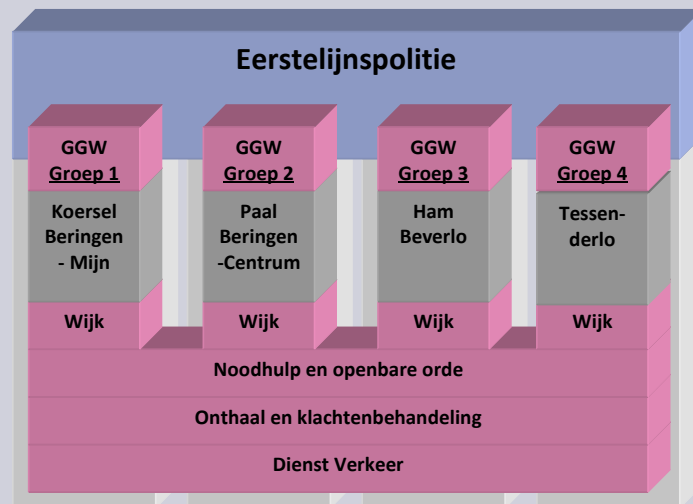 Eerstelijnspolitie
GGW
Groep 1
Koersel
Beringen
- Mijn
Wijk
GGW
Groep 2
Paal
Beringen
-Centrum
Wijk
GGW
Groep 3
Ham
Beverlo
Wijk
GGW
Groep 4
Tessen-
derlo
Wijk
Noodhulp en openbare orde
Onthaal en klachtenbehandeling
Dienst Verkeer